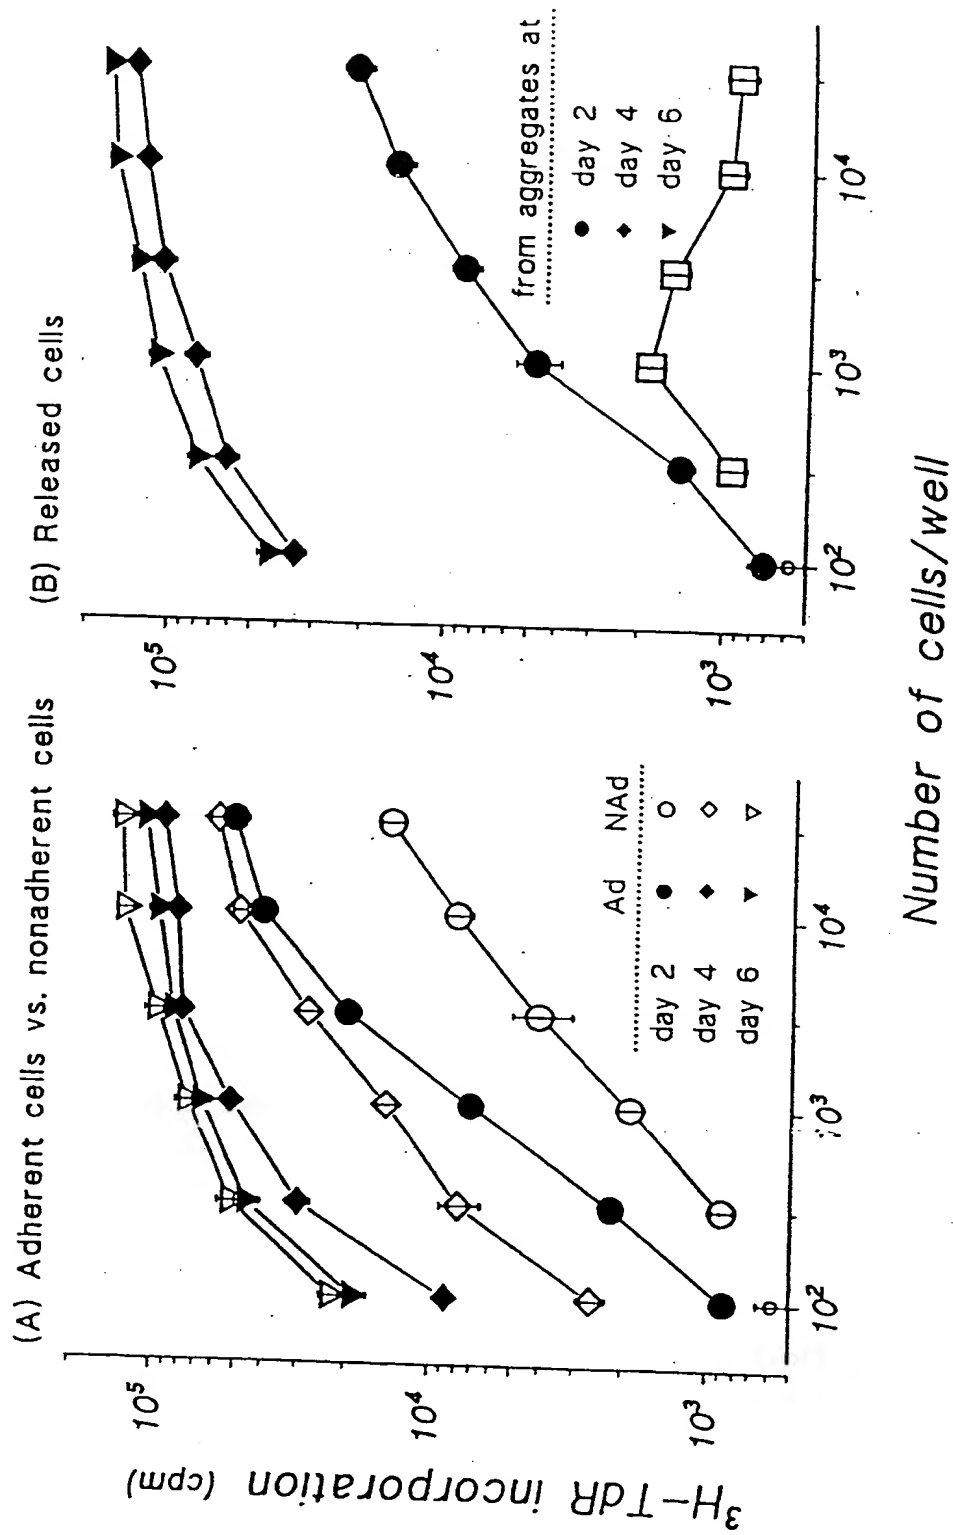 (A) Adherent cells vs. nonadherent cells
³H-TdR incorporation (cpm)
10⁵
10⁴
10³
Ad NAd
day 2
day 4
day 6
10²
10³
10⁴
(B) Released cells
10⁵
10⁴
10³
from aggregates at
day 2
day 4
day 6
10²
10³
10⁴
Number of cells/well